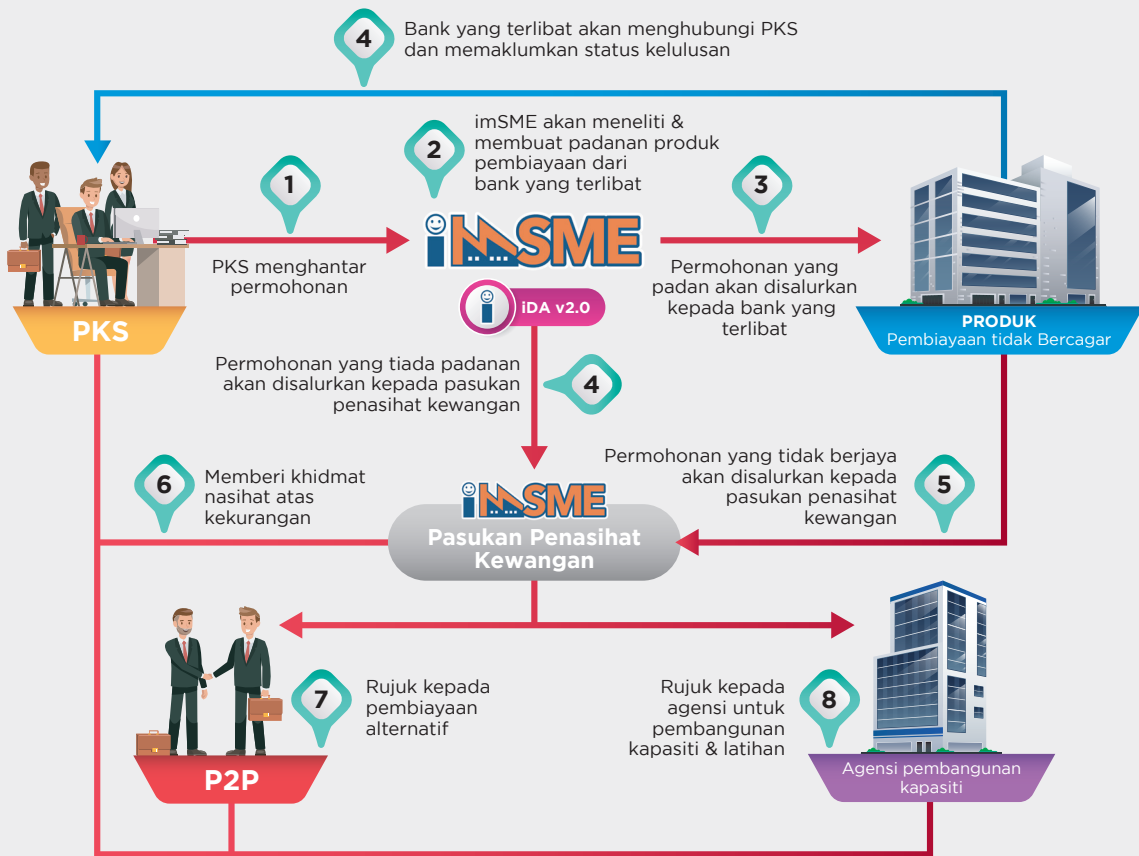 4
Bank yang terlibat akan menghubungi PKS
dan memaklumkan status kelulusan
1
PKS menghantar
permohonan
2
imSME akan meneliti &
membuat padanan produk
pembiayaan dari
bank yang terlibat
imSME
iDA v2.0
3
Permohonan yang
padan akan disalurkan
kepada bank yang
terlibat
PKS
PRODUK
Pembiayaan tidak Bercagar
Permohonan yang tiada padanan
akan disalurkan kepada pasukan
penasihat kewangan
4
6
Memberi khidmat
nasihat atas
kekurangan
Permohonan yang tidak berjaya
akan disalurkan kepada
pasukan penasihat
kewangan
5
imSME
Pasukan Penasihat
Kewangan
7
Rujuk kepada
pembiayaan
alternatif
Rujuk kepada
agensi untuk
pembangunan
kapasiti & latihan
8
P2P
Agensi pembangunan
kapasiti